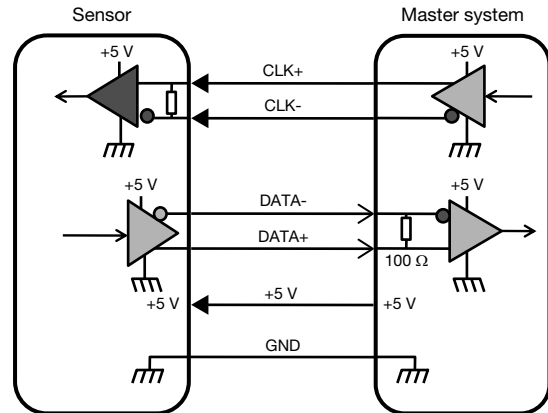 Sensor
Master system
+5 V
CLK+
+5 V
CLK-
+5 V
DATA-
+5 V
DATA+
100 Ω
+5 V
+5 V
+5 V
GND